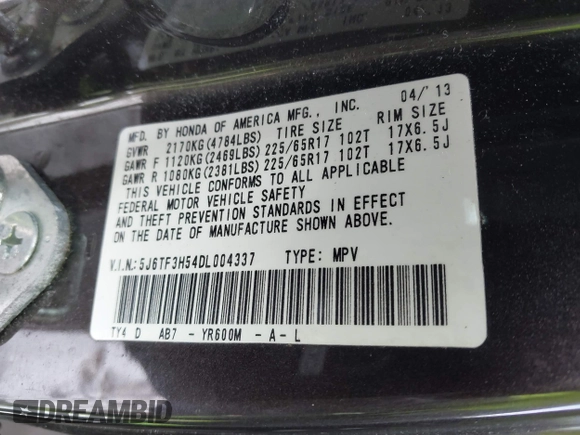 MFD. BY HONDA OF AMERICA MFG., INC. 04/'13
GVWR 2170KG(4784LBS) TIRE SIZE RIM SIZE
GAWR F 1120KG(2469LBS) 225/65R17 102T 17X6.5J
GAWR R 1080KG(2381LBS) 225/65R17 102T 17X6.5J
THIS VEHICLE CONFORMS TO ALL APPLICABLE
FEDERAL MOTOR VEHICLE SAFETY
AND THEFT PREVENTION STANDARDS IN EFFECT
ON THE DATE OF MANUFACTURE SHOWN ABOVE.
V.I.N.:5J6TF3H54DL004337 TYPE: MPV
TY4 D AB7 - YR600M - A - L
DREAMBID